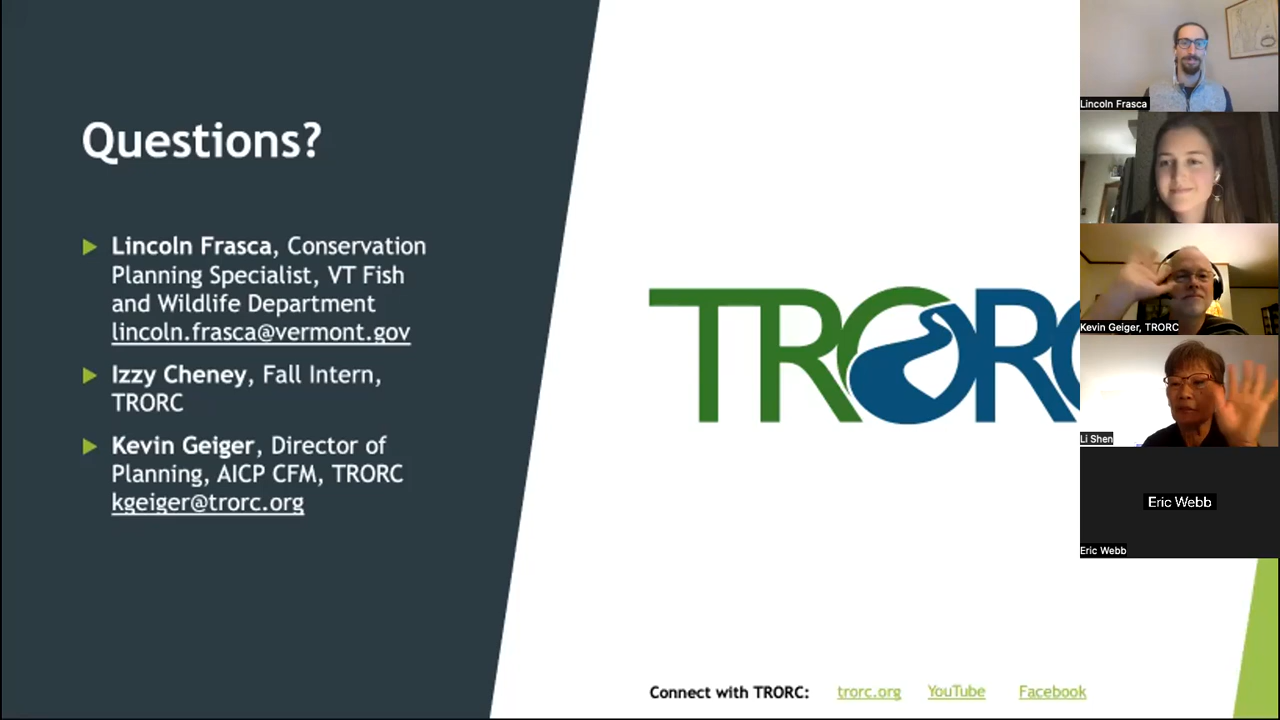 Questions?
Lincoln Frasca, Conservation
Planning Specialist, VT Fish
and Wildlife Department
lincoln.frasca@vermont.gov
Izzy Cheney, Fall Intern,
TRORC
Kevin Geiger, Director of
Planning, AICP CFM, TRORC
kgeiger@trorc.org
TRORC
Connect with TRORC: trorc.org YouTube Facebook
Lincoln Frasca
Kevin Geiger, TRORC
Li Shen
Eric Webb
Eric Webb